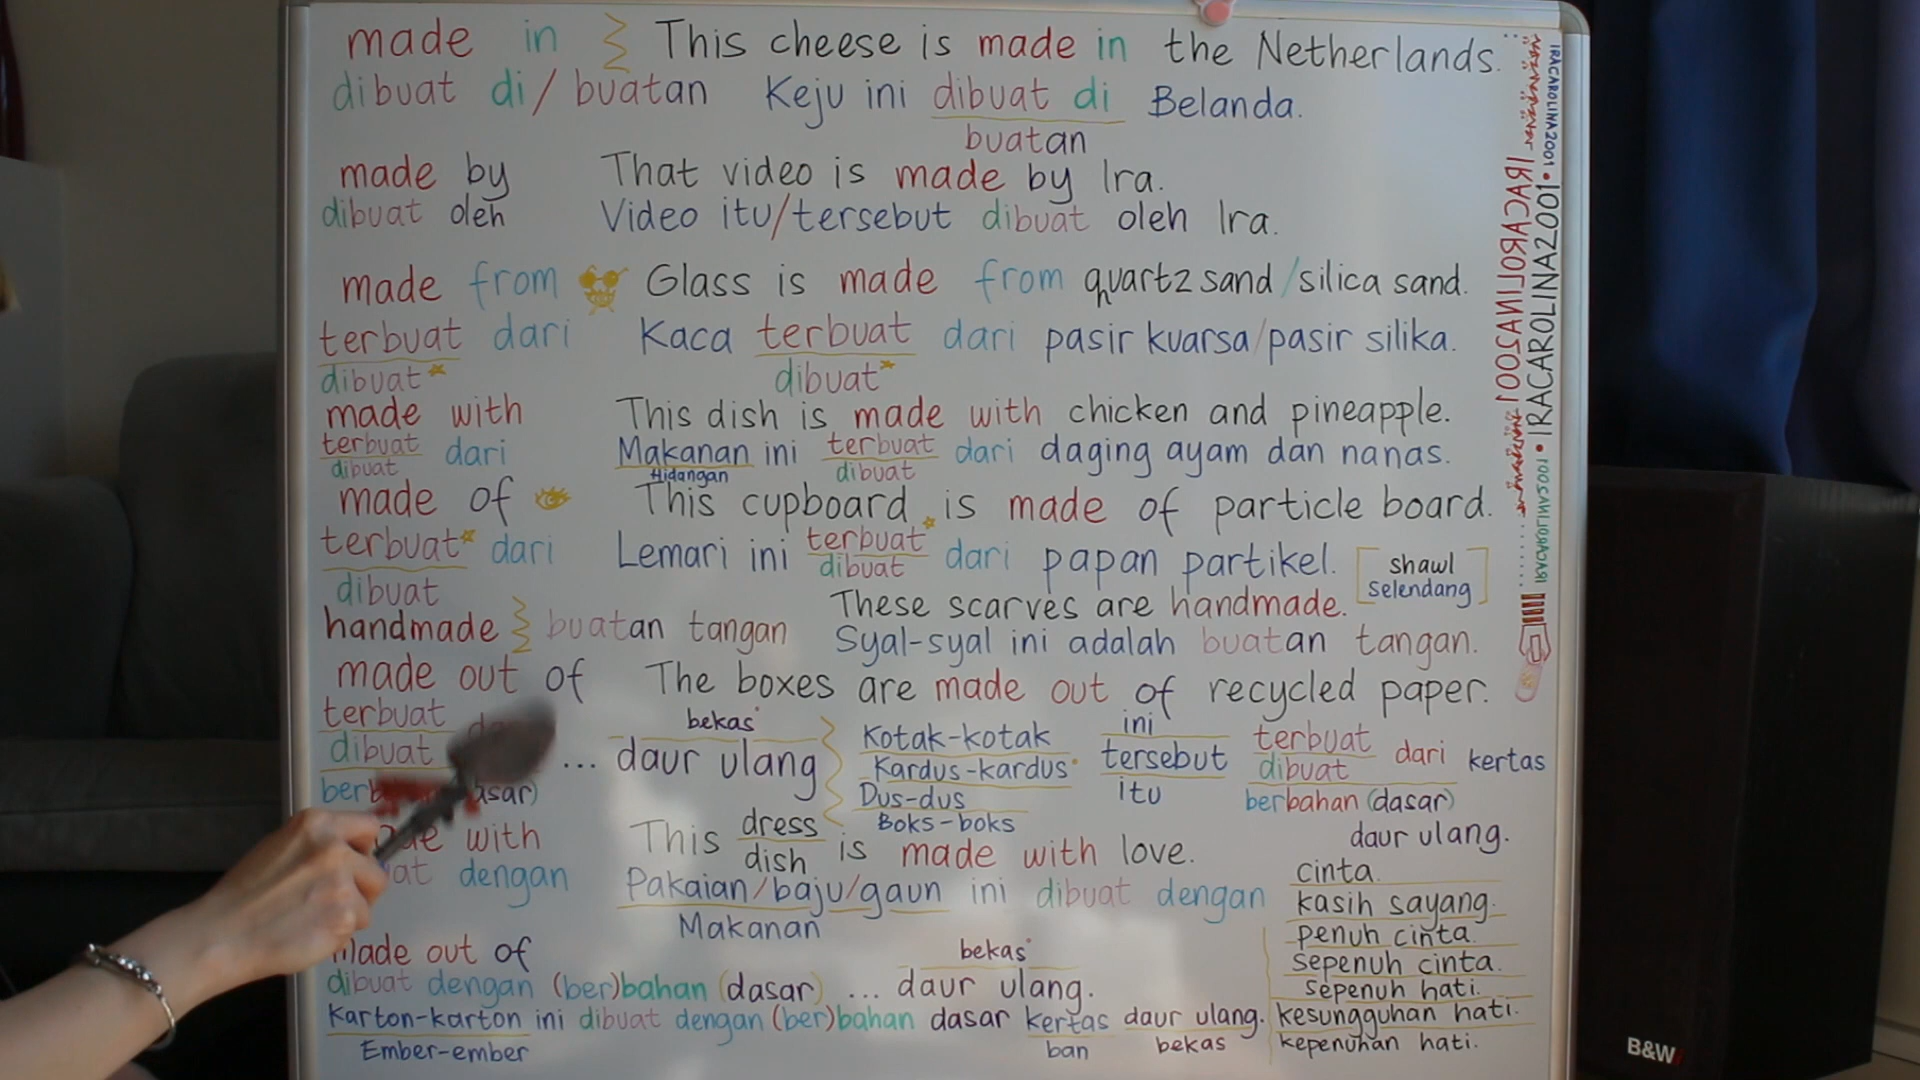 made in This cheese is made in the Netherlands.
dibuat di / buatan Keju ini dibuat di Belanda.
buatan
made by That video is made by Ira.
dibuat oleh Video itu/tersebut dibuat oleh Ira.
made from Glass is made from quartz sand / silica sand.
terbuat dari Kaca terbuat dari pasir kuarsa/pasir silika.
dibuat* dibuat*
made with This dish is made with chicken and pineapple.
terbuat dari Makanan ini terbuat dari daging ayam dan nanas.
dibuat Hidangan dibuat
made of This cupboard is made of particle board.
terbuat* dari Lemari ini terbuat* dari papan partikel.
dibuat dibuat
[shawl
selendang]
These scarves are handmade.
handmade buatan tangan Syal-syal ini adalah buatan tangan.
made out of The boxes are made out of recycled paper.
terbuat
dibuat ... daur ulang
bekas
Kotak-kotak ini terbuat dari kertas
Kardus-kardus tersebut dibuat
Dus-dus itu berbahan (dasar)
Boks-boks daur ulang.
with This dress is made with love.
dish
dengan Pakaian/baju/gaun ini dibuat dengan cinta.
Makanan
kasih sayang.
penuh cinta.
sepenuh cinta.
sepenuh hati.
kesungguhan hati.
kepenuhan hati.
made out of
bekas
dibuat dengan (ber)bahan (dasar) ... daur ulang.
Karton-karton ini dibuat dengan (ber)bahan dasar kertas daur ulang.
Ember-ember ban bekas
IRACAROLINA2001
IRACAROLINA2001
IRACAROLINA2001
IRACAROLINA2001
B&W